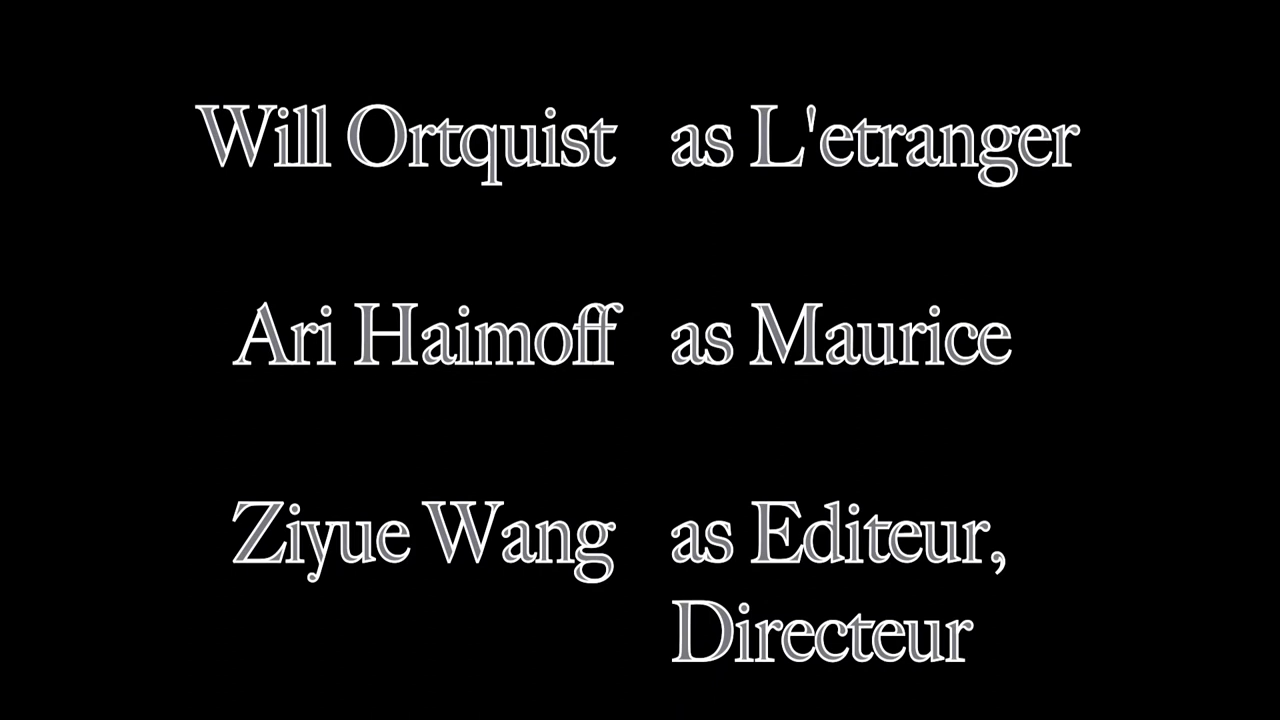 Will Ortquist as L'etranger
Ari Haimoff as Maurice
Ziyue Wang as Editeur,
Directeur